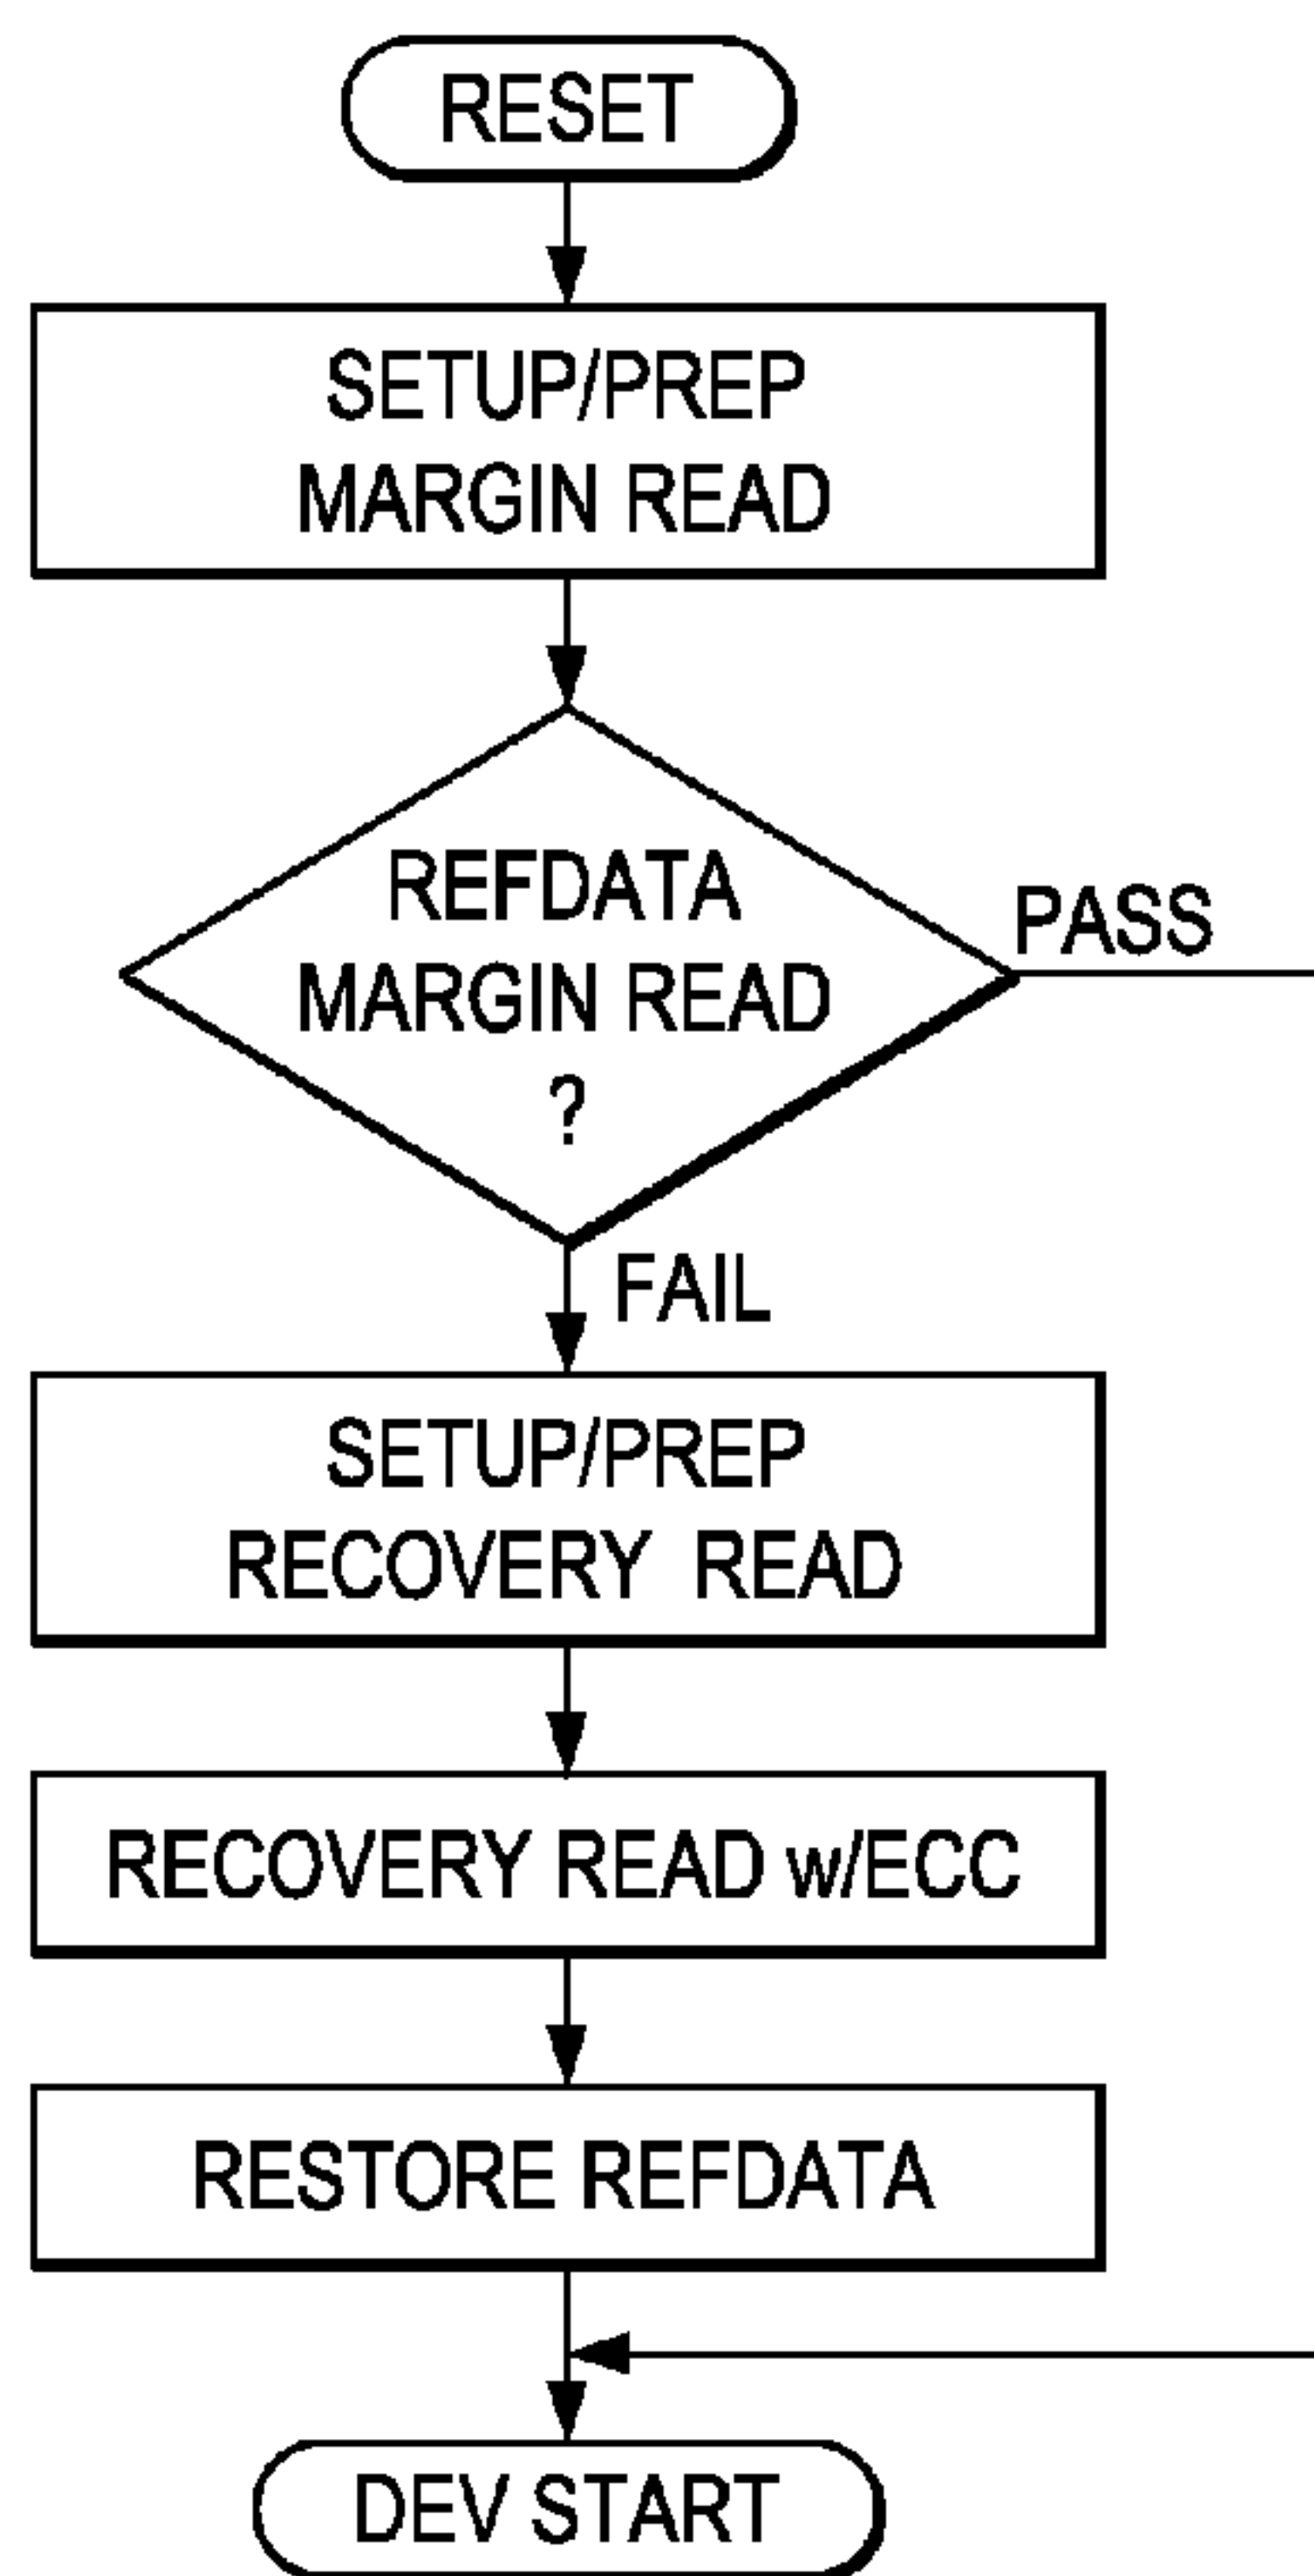 RESET
SETUP/PREP
MARGIN READ
REFDATA
MARGIN READ
?
PASS
FAIL
SETUP/PREP
RECOVERY READ
RECOVERY READ w/ECC
RESTORE REFDATA
DEV START